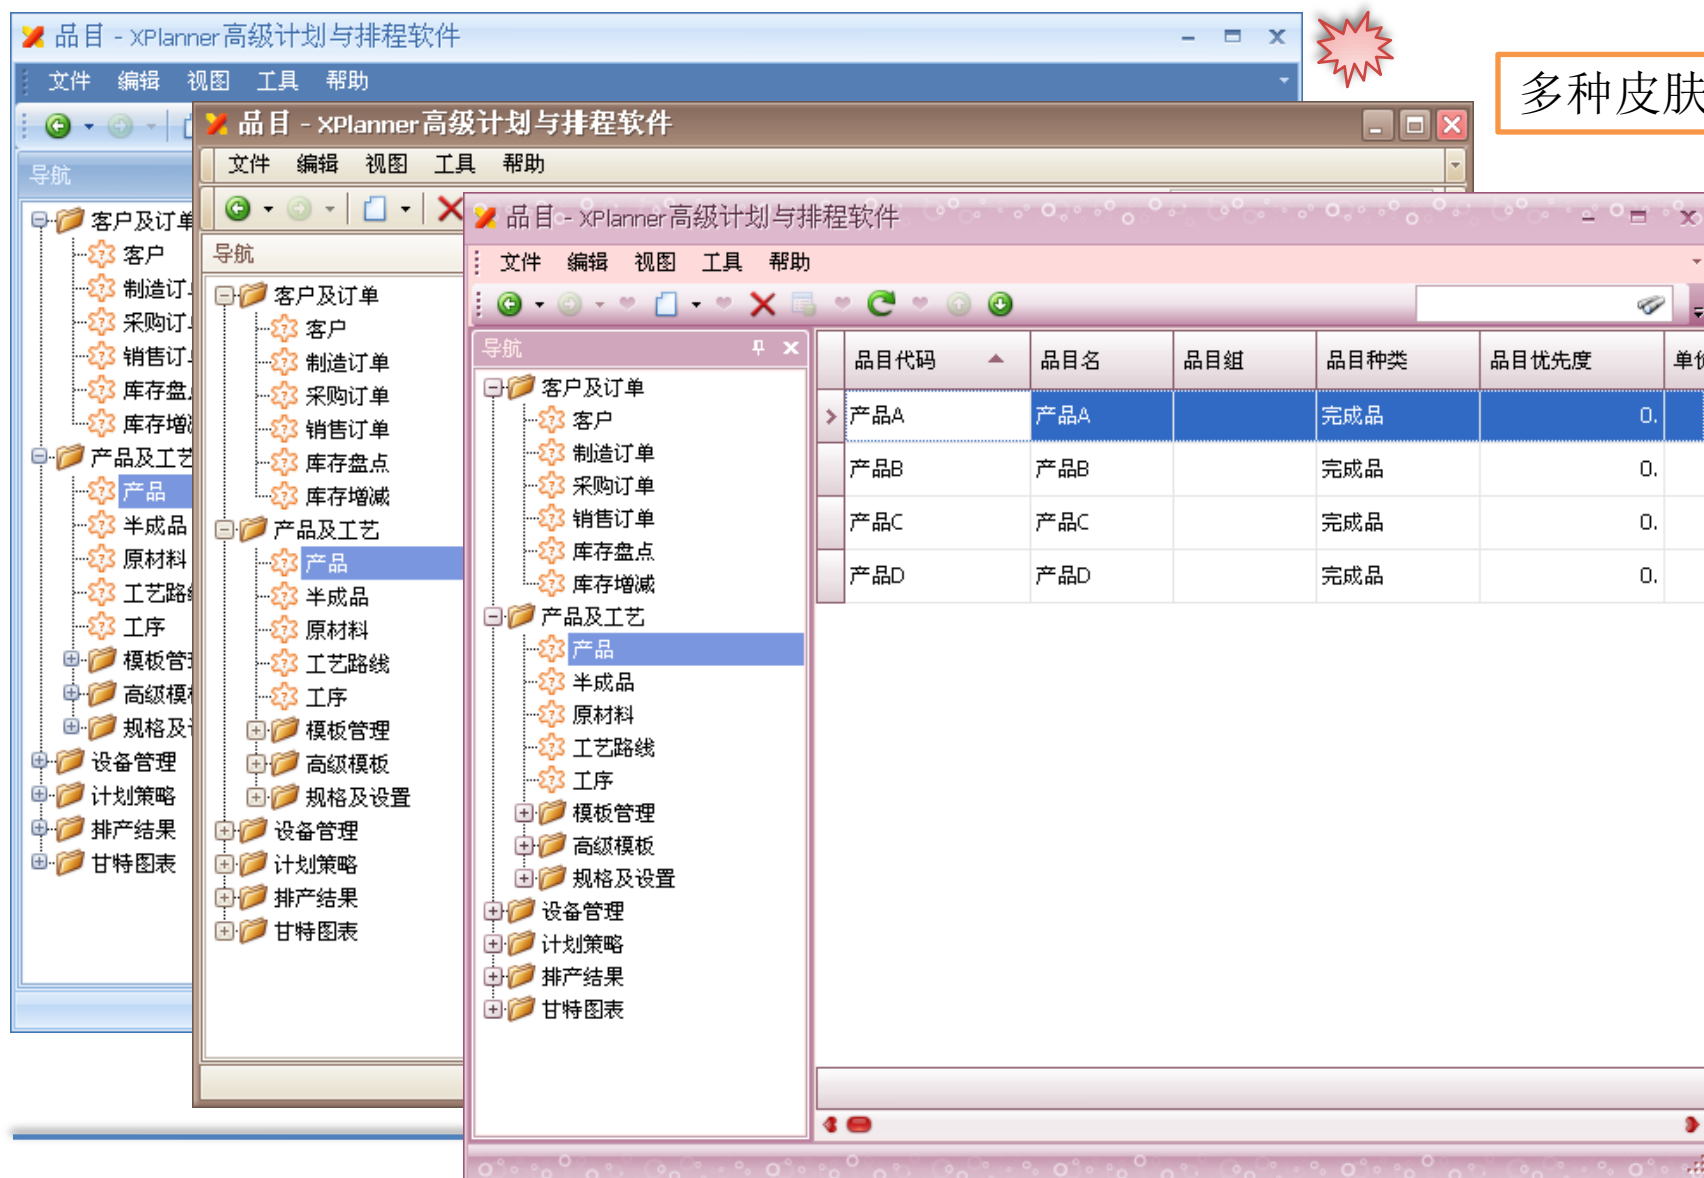 品目 - XPlanner高级计划与排程软件
文件 编辑 视图 工具 帮助
导航
客户及订单
客户
制造订
采购订
销售订
库存盘
库存增
产品及工艺
产品
半成品
原材料
工艺路
工序
模板管
高级模
规格及
设备管理
计划策略
排产结果
甘特图表
品目 - XPlanner高级计划与排程软件
文件 编辑 视图 工具 帮助
导航
客户及订单
客户
制造订单
采购订单
销售订单
库存盘点
库存增减
产品及工艺
产品
半成品
原材料
工艺路线
工序
模板管理
高级模板
规格及设置
设备管理
计划策略
排产结果
甘特图表
品目 - XPlanner高级计划与排程软件
文件 编辑 视图 工具 帮助
导航
客户及订单
客户
制造订单
采购订单
销售订单
库存盘点
库存增减
产品及工艺
产品
半成品
原材料
工艺路线
工序
模板管理
高级模板
规格及设置
设备管理
计划策略
排产结果
甘特图表
品目代码 品目名 品目组 品目种类 品目优先度 单
产品A 产品A 完成品 0.
产品B 产品B 完成品 0.
产品C 产品C 完成品 0.
产品D 产品D 完成品 0.
多种皮肤